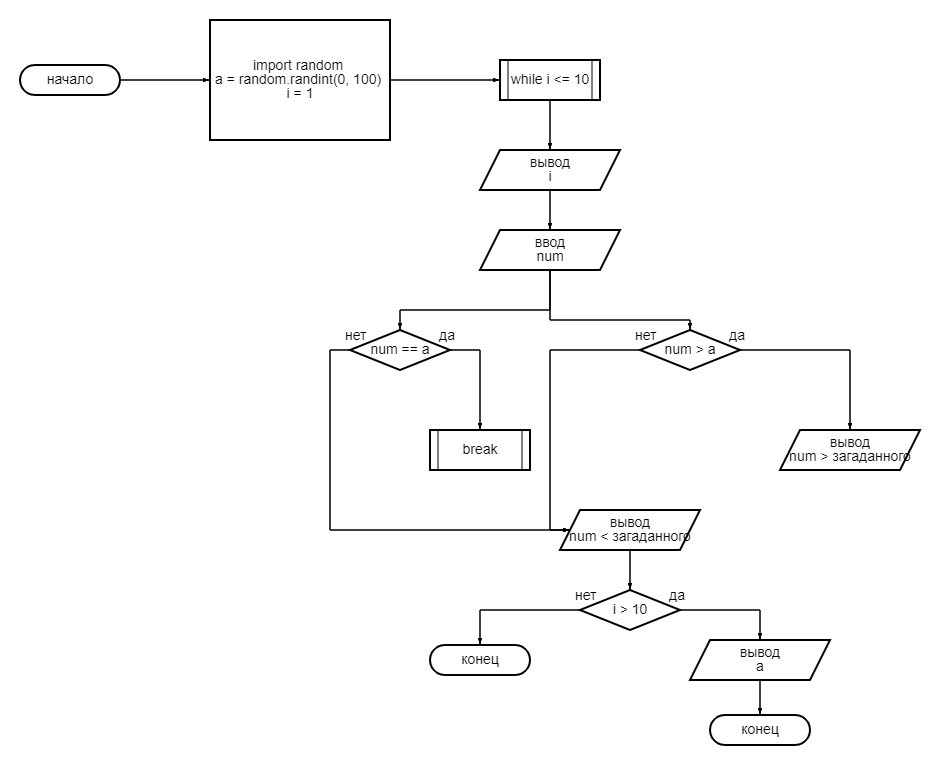 начало
import random
a = random.randint(0, 100)
i = 1
while i <= 10
вывод
i
ввод
num
нет
да
num == a
нет
да
num > a
break
вывод
num > загаданного
вывод
num < загаданного
нет
да
i > 10
конец
вывод
a
конец